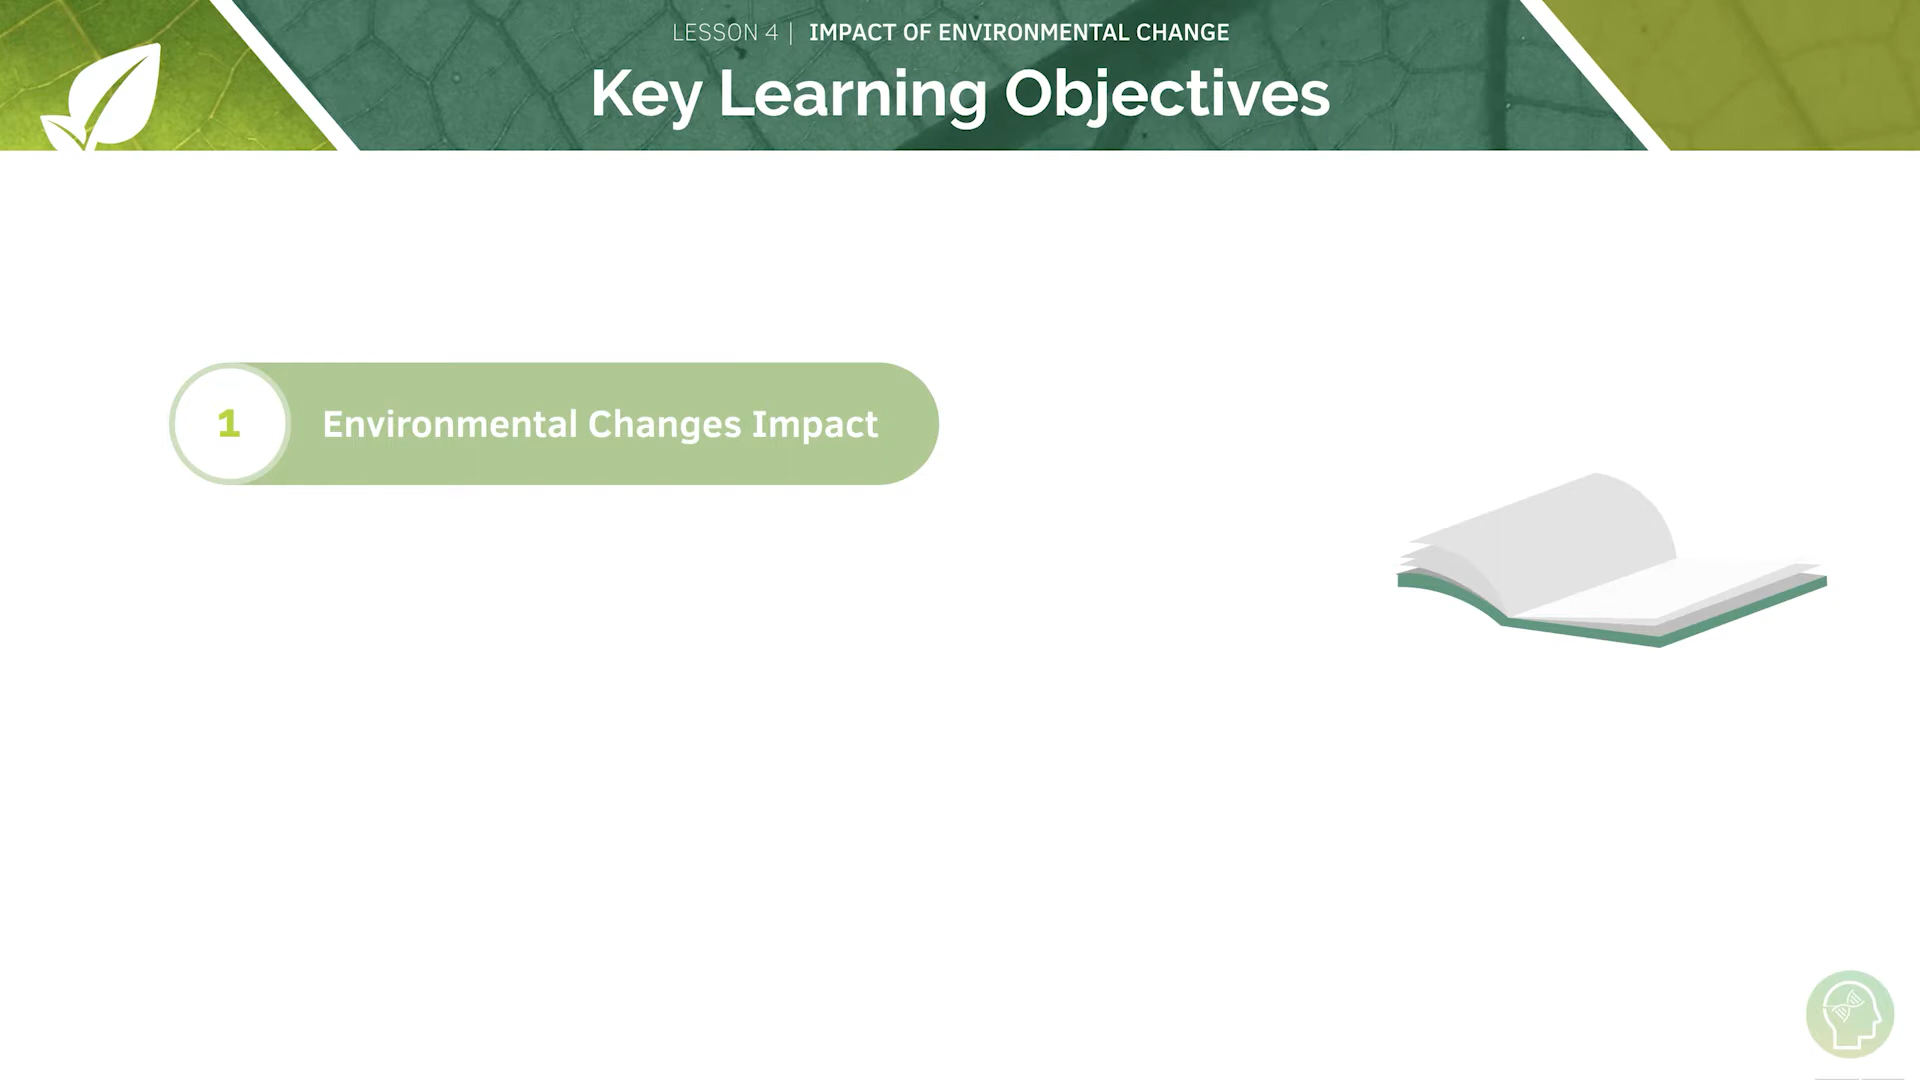 LESSON 4 | IMPACT OF ENVIRONMENTAL CHANGE
Key Learning Objectives
1 Environmental Changes Impact